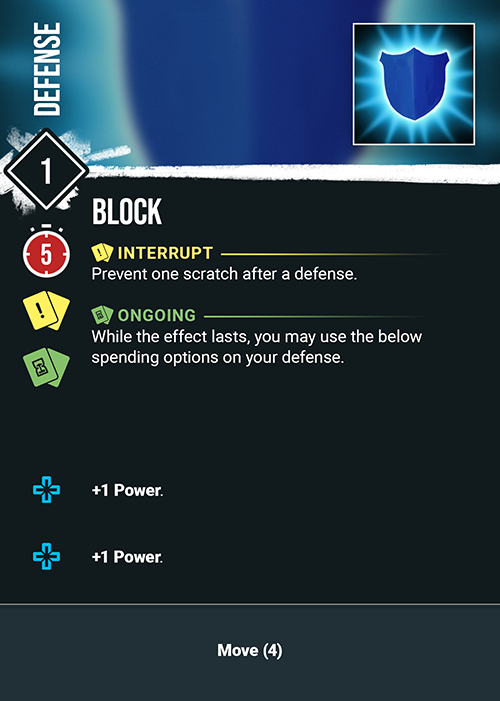 DEFENSE
1
BLOCK
5
! INTERRUPT
Prevent one scratch after a defense.
!
ONGOING
While the effect lasts, you may use the below
spending options on your defense.
+1 Power.
+1 Power.
Move (4)